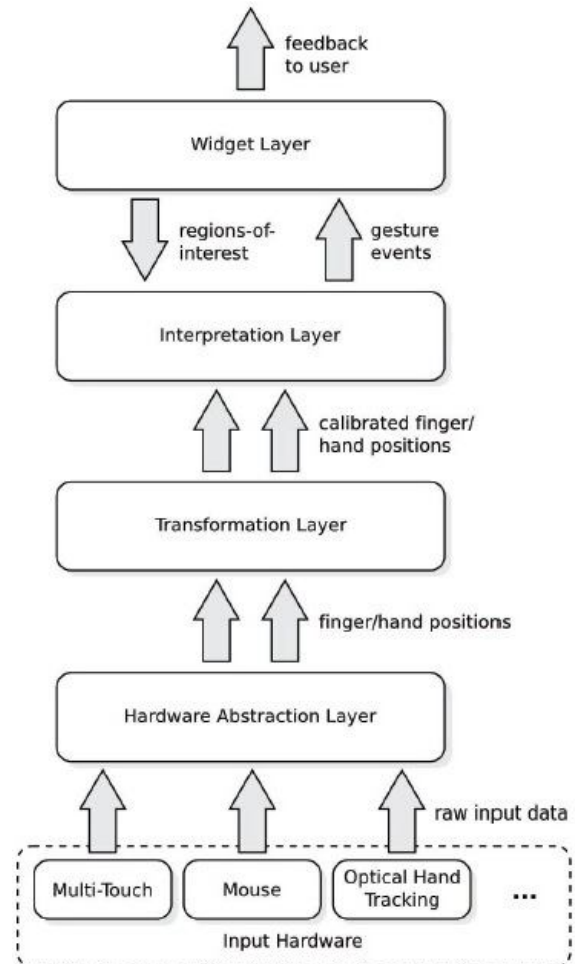 feedback
to user
Widget Layer
regions-of-
interest
gesture
events
Interpretation Layer
calibrated finger/
hand positions
Transformation Layer
finger/hand positions
Hardware Abstraction Layer
raw input data
Multi-Touch
Mouse
Optical Hand
Tracking
...
Input Hardware